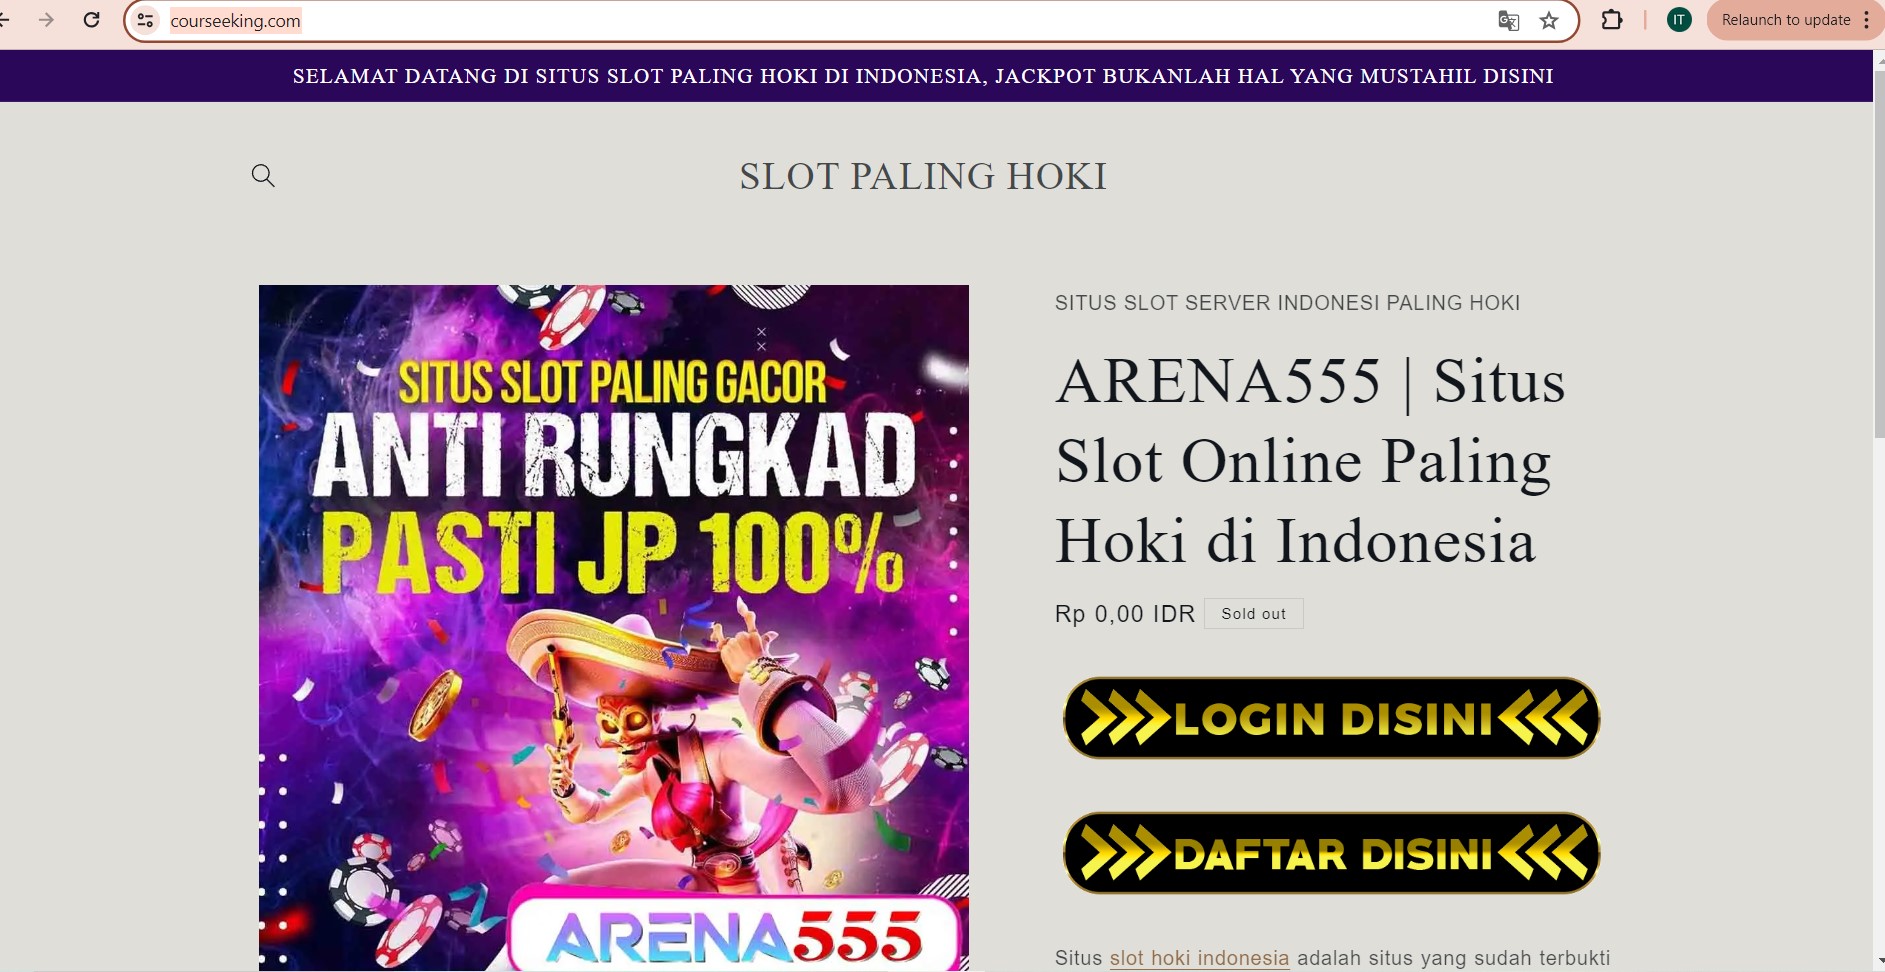 courseeking.com
IT
Relaunch to update
SELAMAT DATANG DI SITUS SLOT PALING HOKI DI INDONESIA, JACKPOT BUKANLAH HAL YANG MUSTAHIL DISINI
SLOT PALING HOKI
SITUS SLOT PALING GACOR
ANTI RUNGKAD
PASTI JP 100%
ARENA555
SITUS SLOT SERVER INDONESI PALING HOKI
ARENA555 | Situs
Slot Online Paling
Hoki di Indonesia
Rp 0,00 IDR Sold out
LOGIN DISINI
DAFTAR DISINI
Situs slot hoki indonesia adalah situs yang sudah terbukti